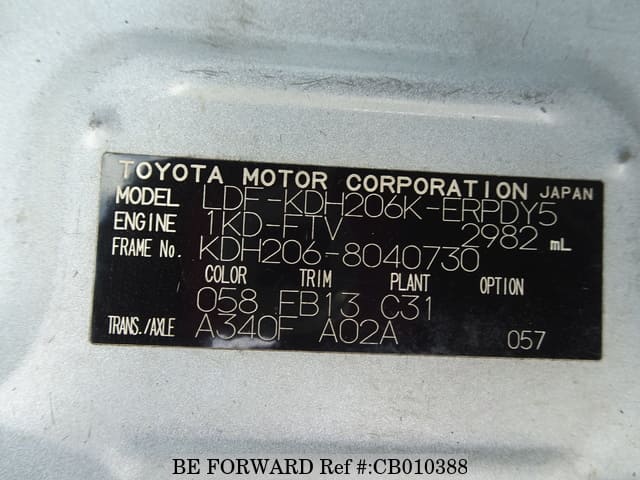 TOYOTA MOTOR CORPORATION JAPAN
MODEL LDF-KDH206K-ERPDY5
ENGINE 1KD-FTV 2982 mL
FRAME No. KDH206-8040730
COLOR TRIM PLANT OPTION
058 FB13 C31
TRANS./AXLE A340F A02A 057
BE FORWARD Ref #:CB010388